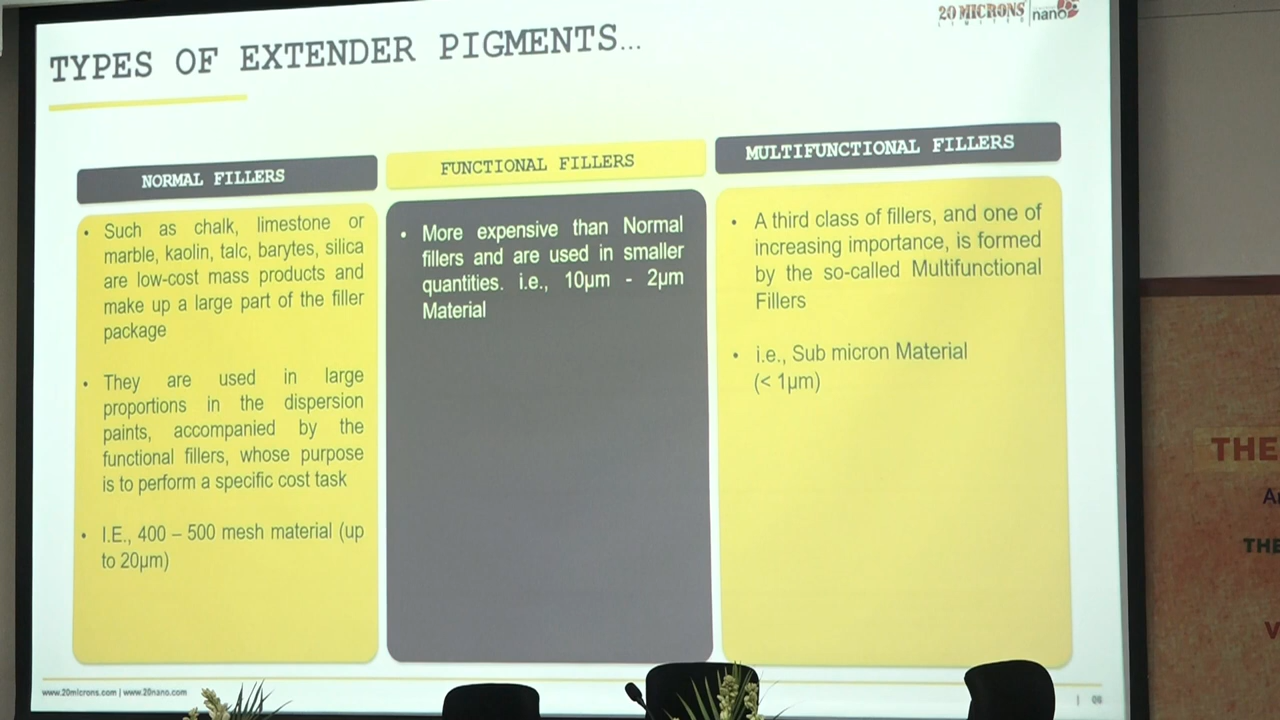 20 MICRONS
LIMITED
nano
TYPES OF EXTENDER PIGMENTS…
NORMAL FILLERS
• Such as chalk, limestone or
marble, kaolin, talc, barytes, silica
are low-cost mass products and
make up a large part of the filler
package
• They are used in large
proportions in the dispersion
paints, accompanied by the
functional fillers, whose purpose
is to perform a specific cost task
• I.E., 400 – 500 mesh material (up
to 20µm)
FUNCTIONAL FILLERS
• More expensive than Normal
fillers and are used in smaller
quantities. i.e., 10µm - 2µm
Material
MULTIFUNCTIONAL FILLERS
• A third class of fillers, and one of
increasing importance, is formed
by the so-called Multifunctional
Fillers
• i.e., Sub micron Material
(< 1µm)
www.20microns.com | www.20nano.com
THE
THE
V